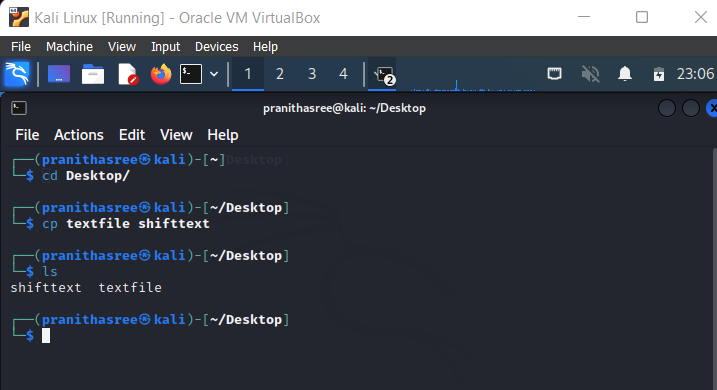 Kali Linux [Running] - Oracle VM VirtualBox
File Machine View Input Devices Help
1 2 3 4 2 23:06
pranithasree@kali: ~/Desktop
File Actions Edit View Help
┌──(pranithasree㉿kali)-[~]Desktop
└─$ cd Desktop/
┌──(pranithasree㉿kali)-[~/Desktop]
└─$ cp textfile shifttext
┌──(pranithasree㉿kali)-[~/Desktop]
└─$ ls
shifttext textfile
┌──(pranithasree㉿kali)-[~/Desktop]
└─$